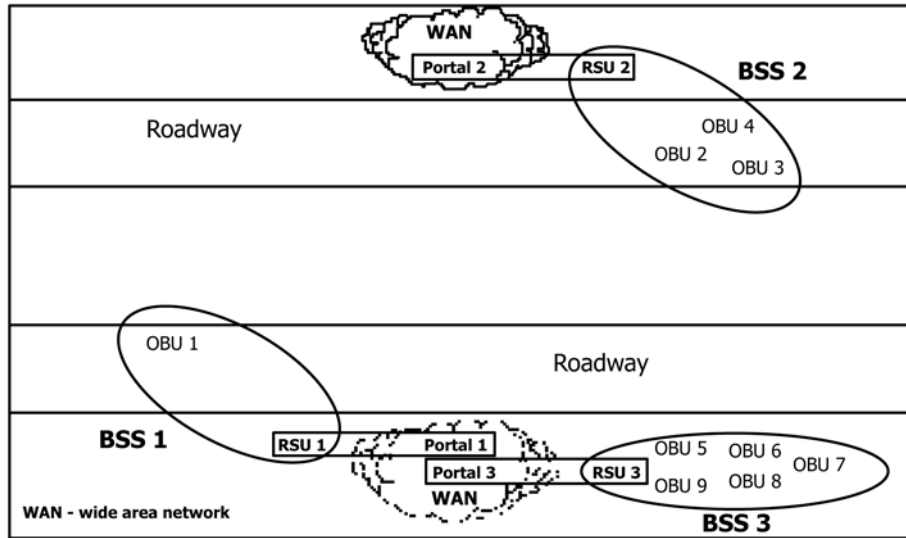 WAN
Portal 2
RSU 2
BSS 2
Roadway
OBU 4
OBU 2
OBU 3
OBU 1
Roadway
BSS 1
RSU 1
Portal 1
Portal 3
RSU 3
WAN
OBU 5
OBU 6
OBU 7
OBU 9
OBU 8
WAN - wide area network
BSS 3